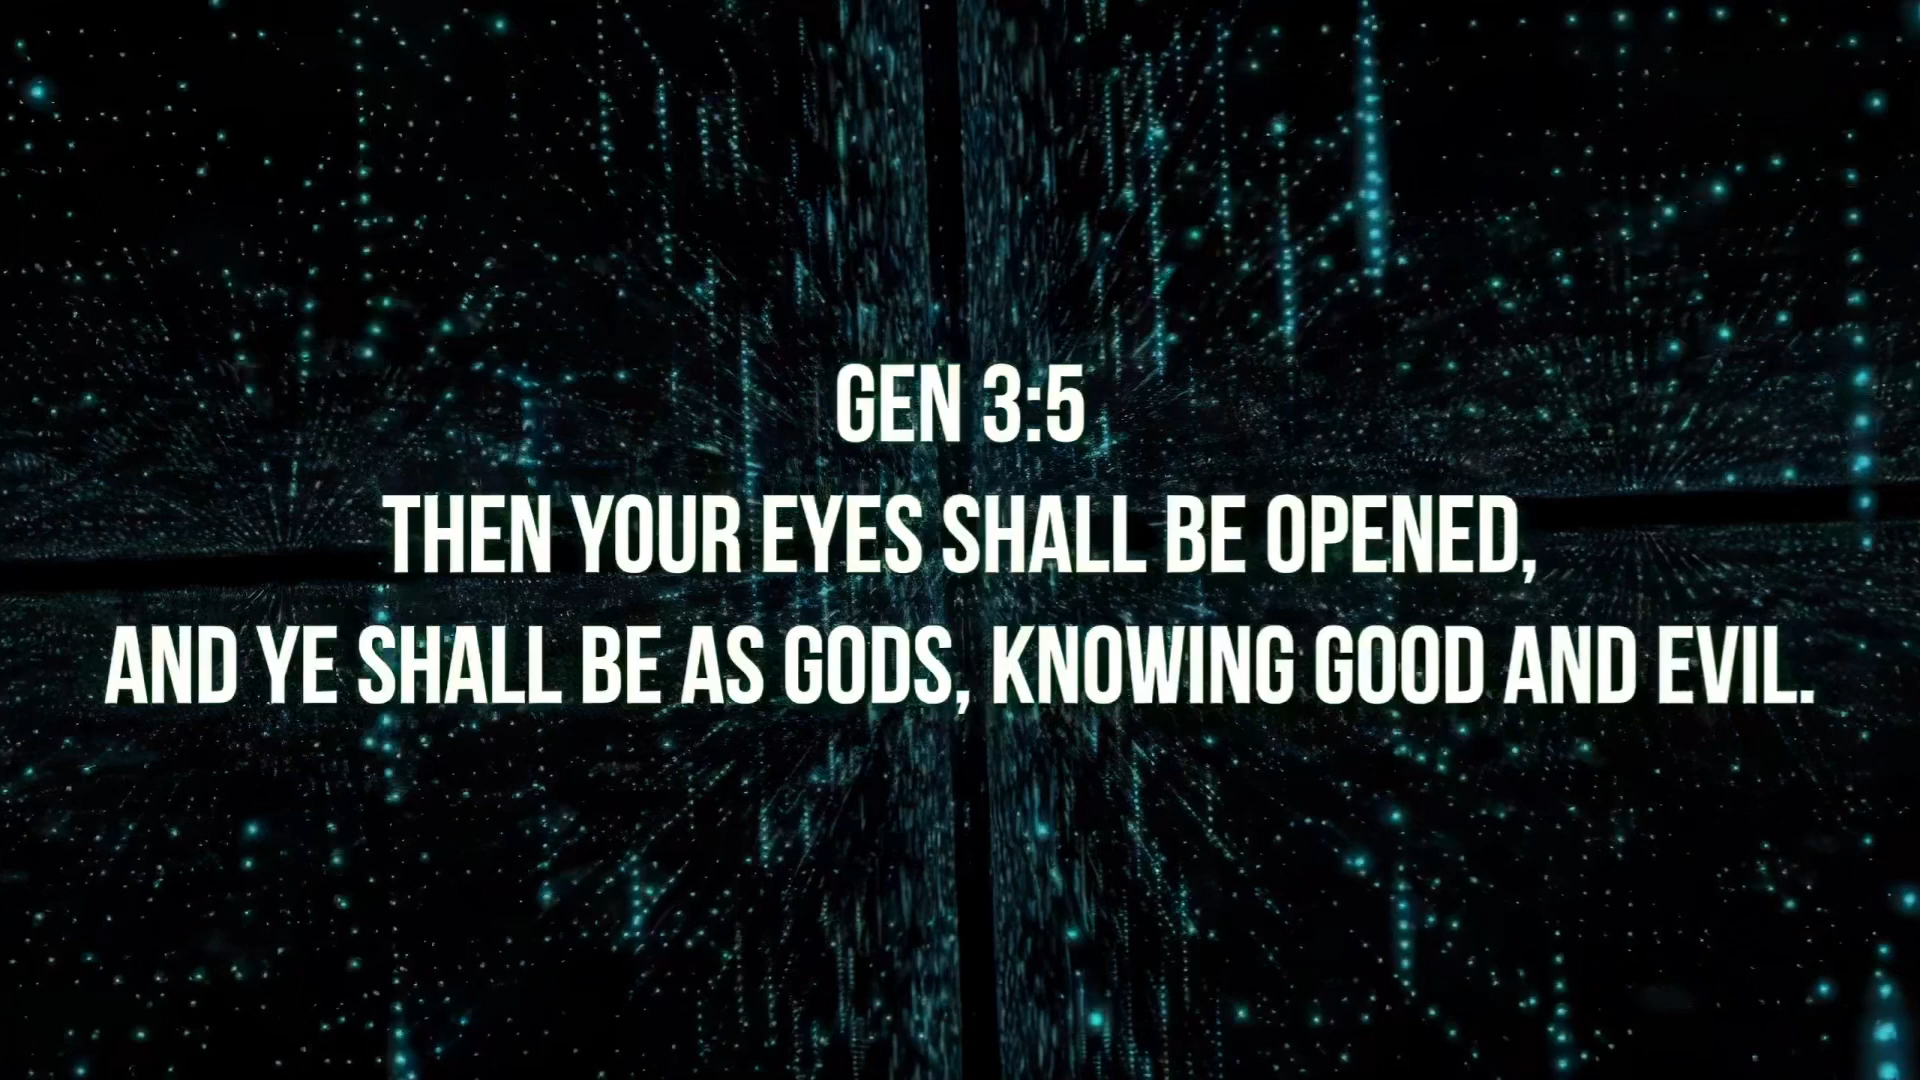 GEN 3:5
THEN YOUR EYES SHALL BE OPENED,
AND YE SHALL BE AS GODS, KNOWING GOOD AND EVIL.